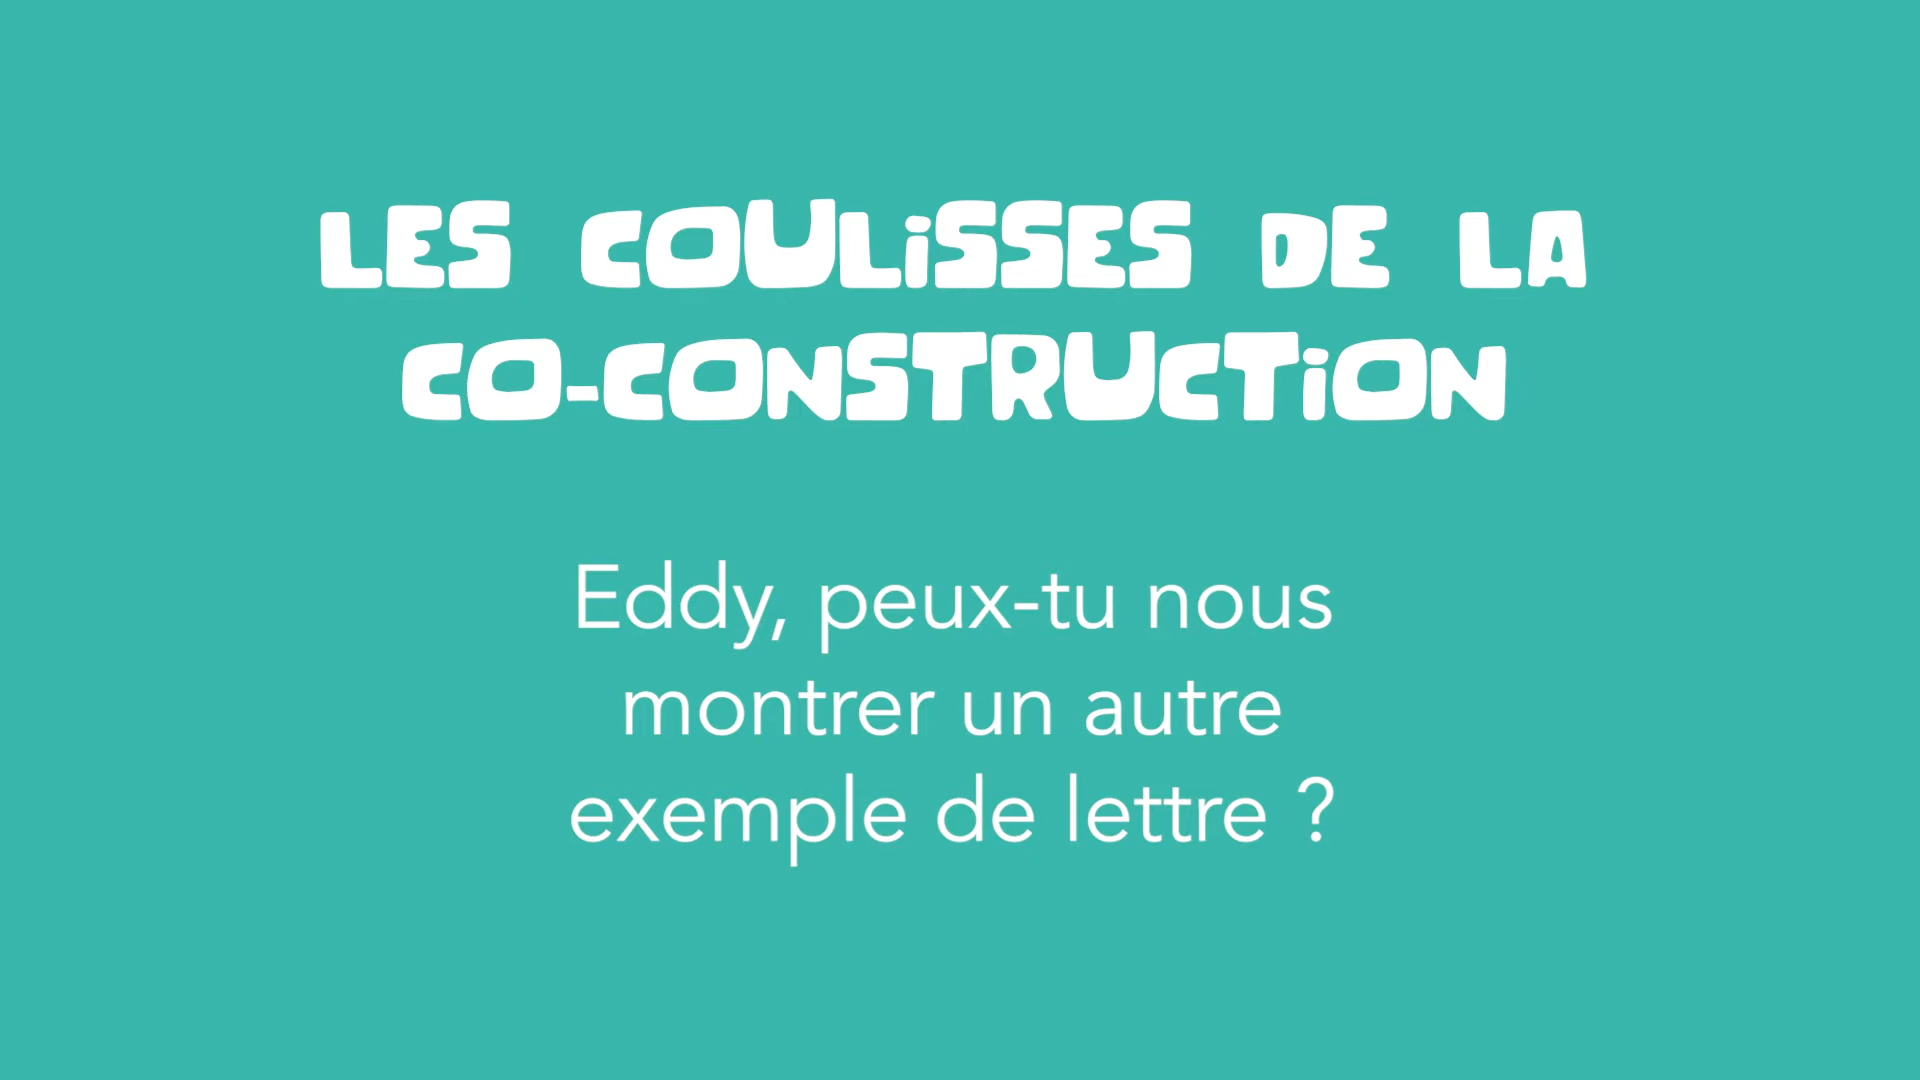 LES COULiSSES DE LA
CO-CONSTRUCTiON
Eddy, peux-tu nous
montrer un autre
exemple de lettre ?